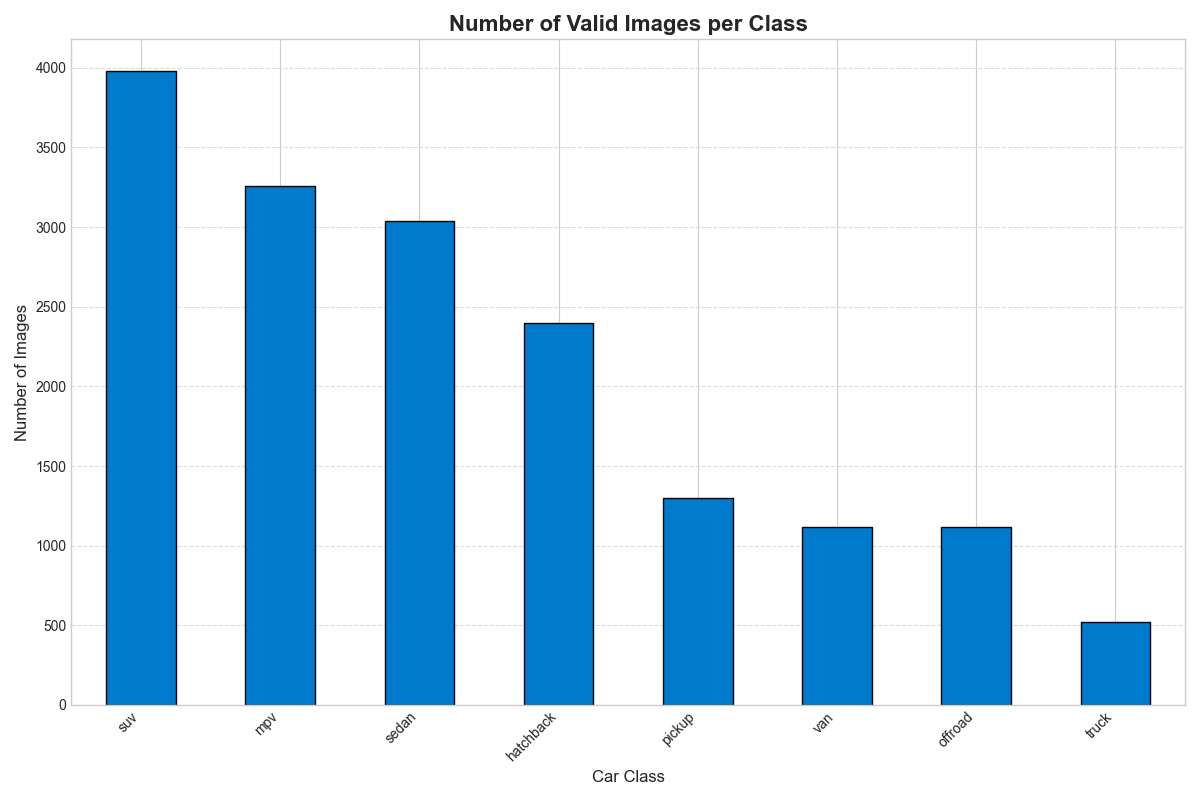 Number of Valid Images per Class
Number of Images
4000
3500
3000
2500
2000
1500
1000
500
0
suv
mpv
sedan
hatchback
pickup
van
offroad
truck
Car Class